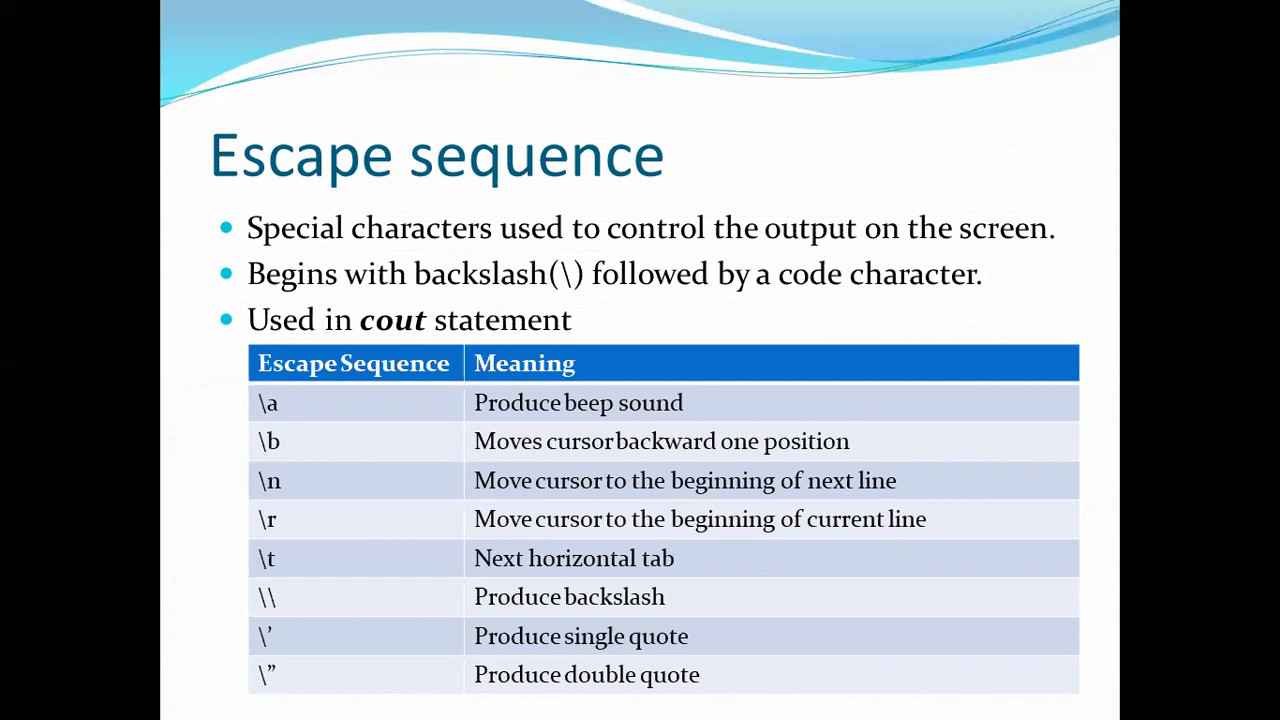 Escape sequence
Special characters used to control the output on the screen.
Begins with backslash(\) followed by a code character.
Used in cout statement
Escape Sequence Meaning
\a Produce beep sound
\b Moves cursor backward one position
\n Move cursor to the beginning of next line
\r Move cursor to the beginning of current line
\t Next horizontal tab
\\ Produce backslash
\’ Produce single quote
\” Produce double quote